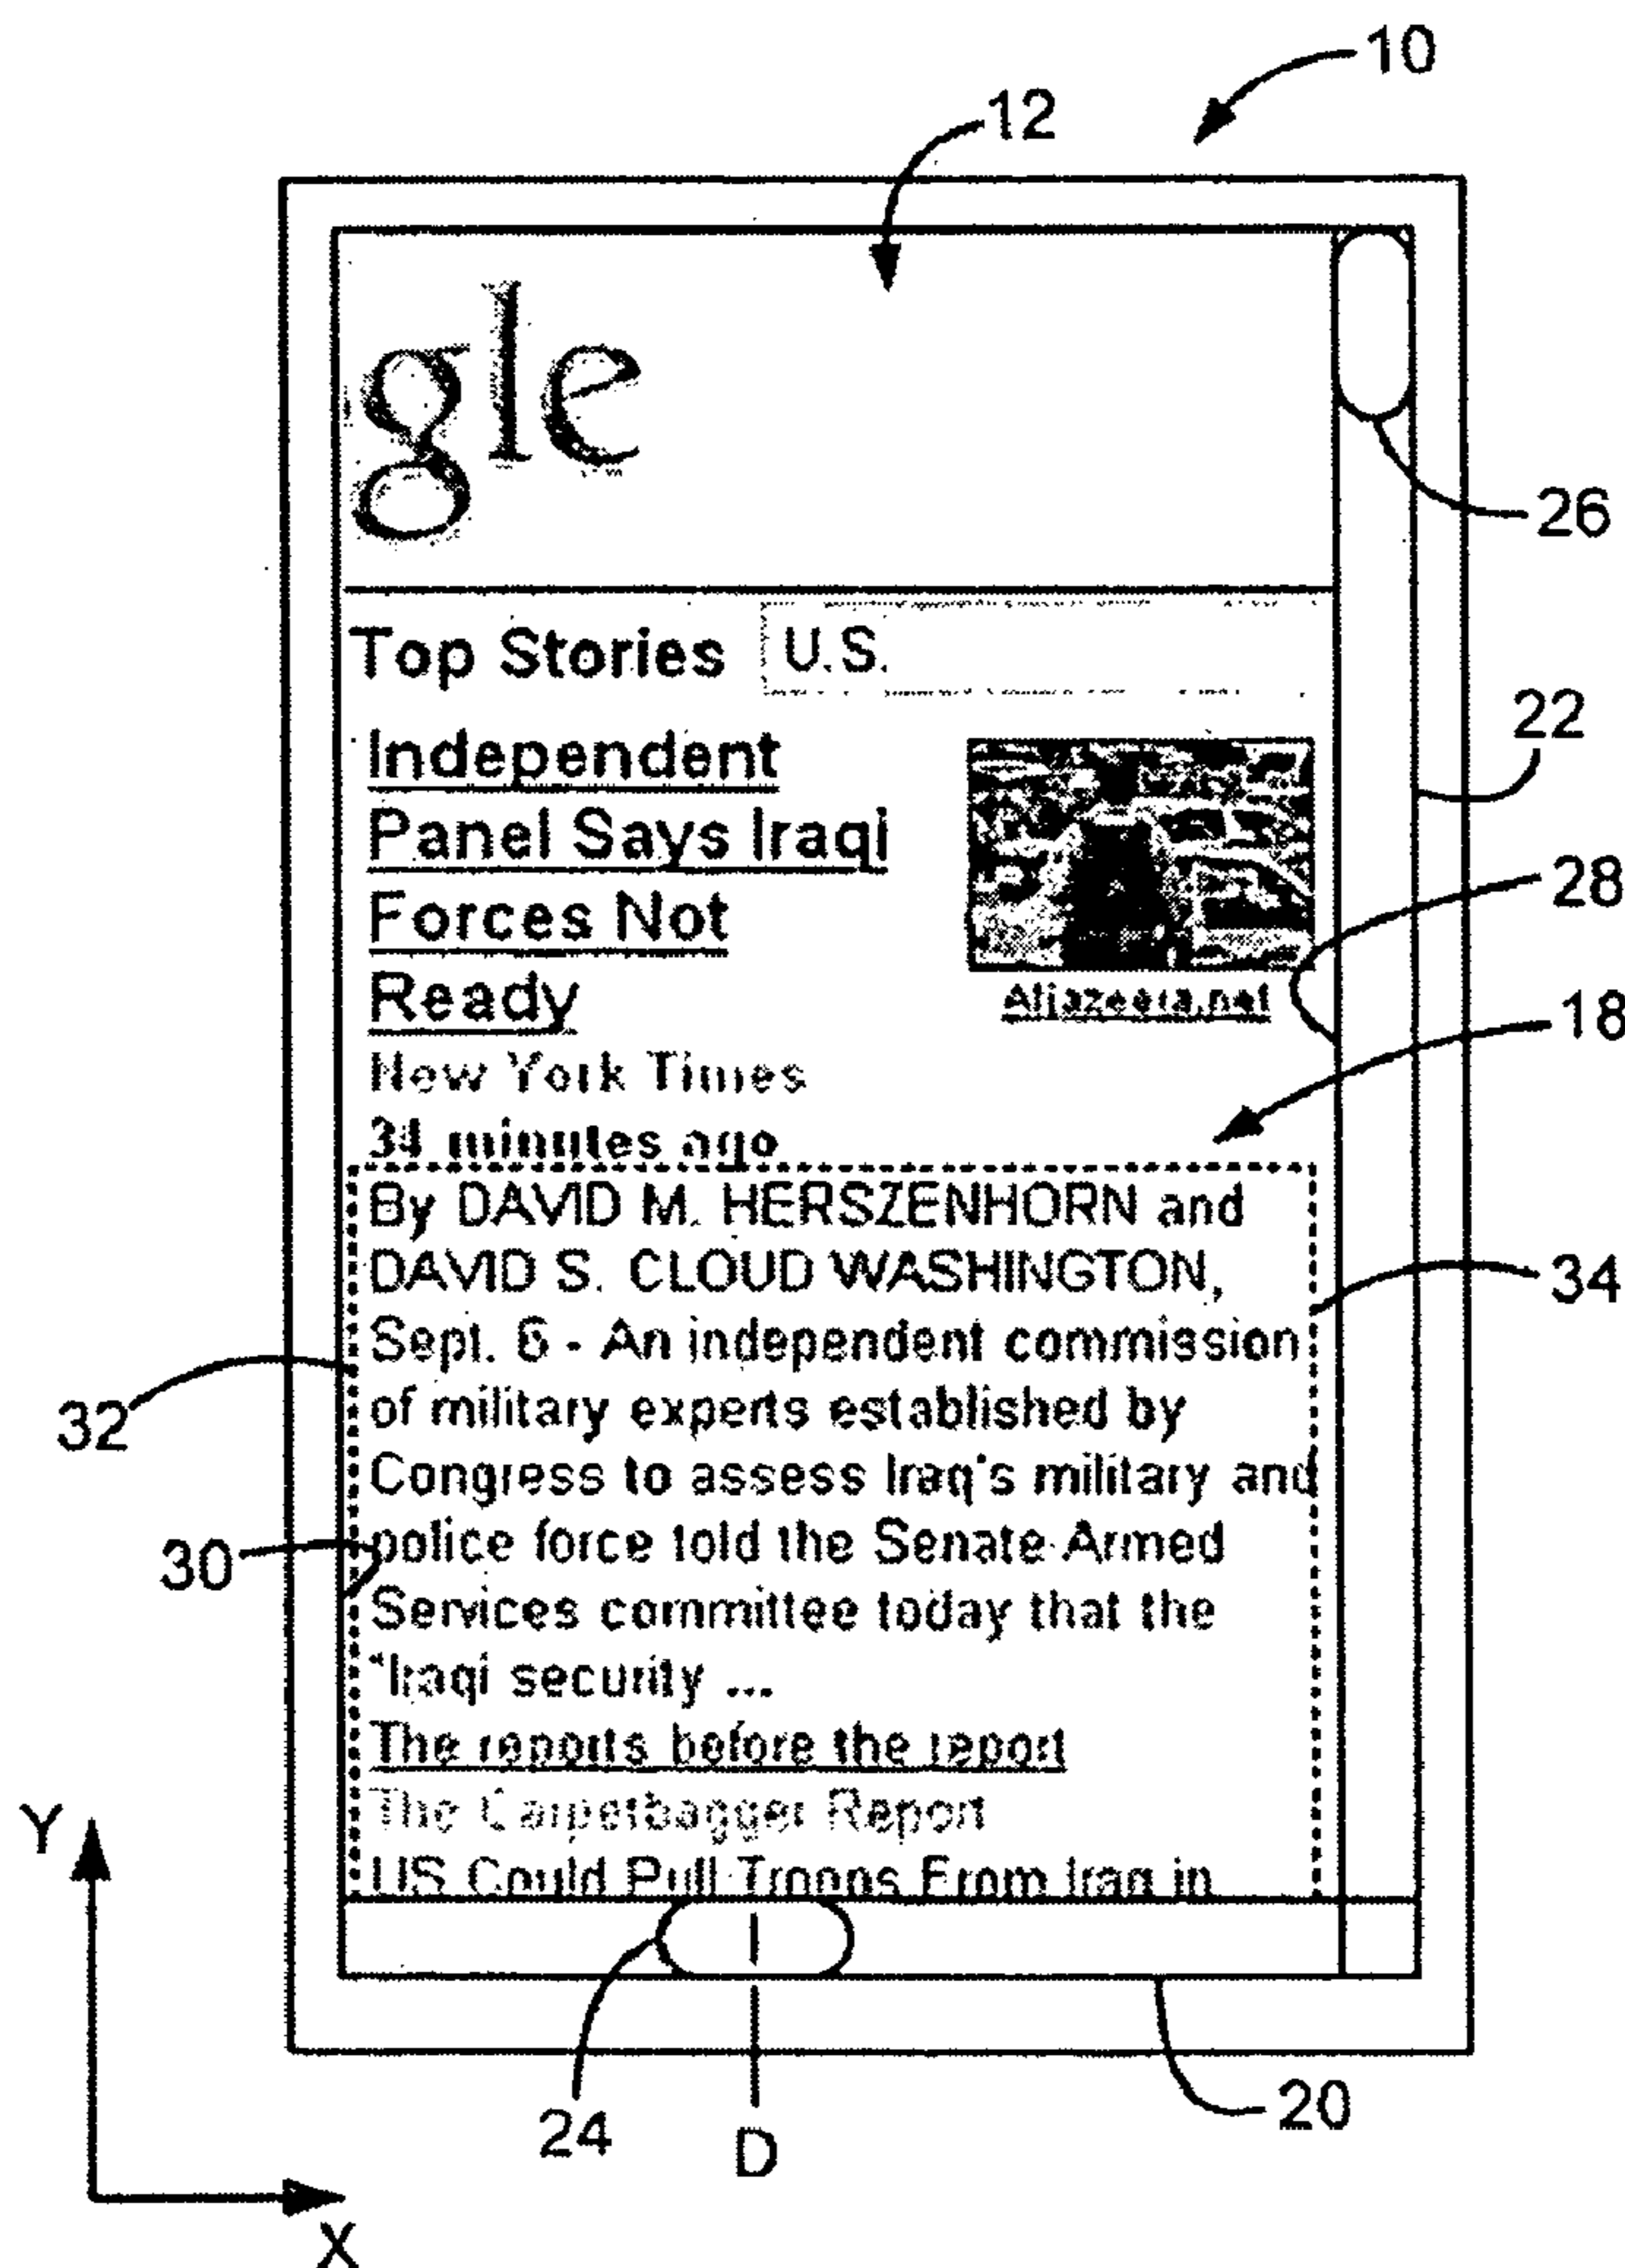 10
12
gle
26
Top Stories U.S.
22
Independent
Panel Says Iraqi
28
Forces Not
Ready
Aljazeera.net
18
New York Times
34 minutes ago
By DAVID M. HERSZENHORN and
DAVID S. CLOUD WASHINGTON,
34
Sept. 6 - An independent commission
32
of military experts established by
Congress to assess Iraq's military and
30
police force told the Senate Armed
Services committee today that the
"Iraqi security ...
The reports before the report
The Carpetbagger Report
Y
US Could Pull Troops From Iraq in
24
20
D
X